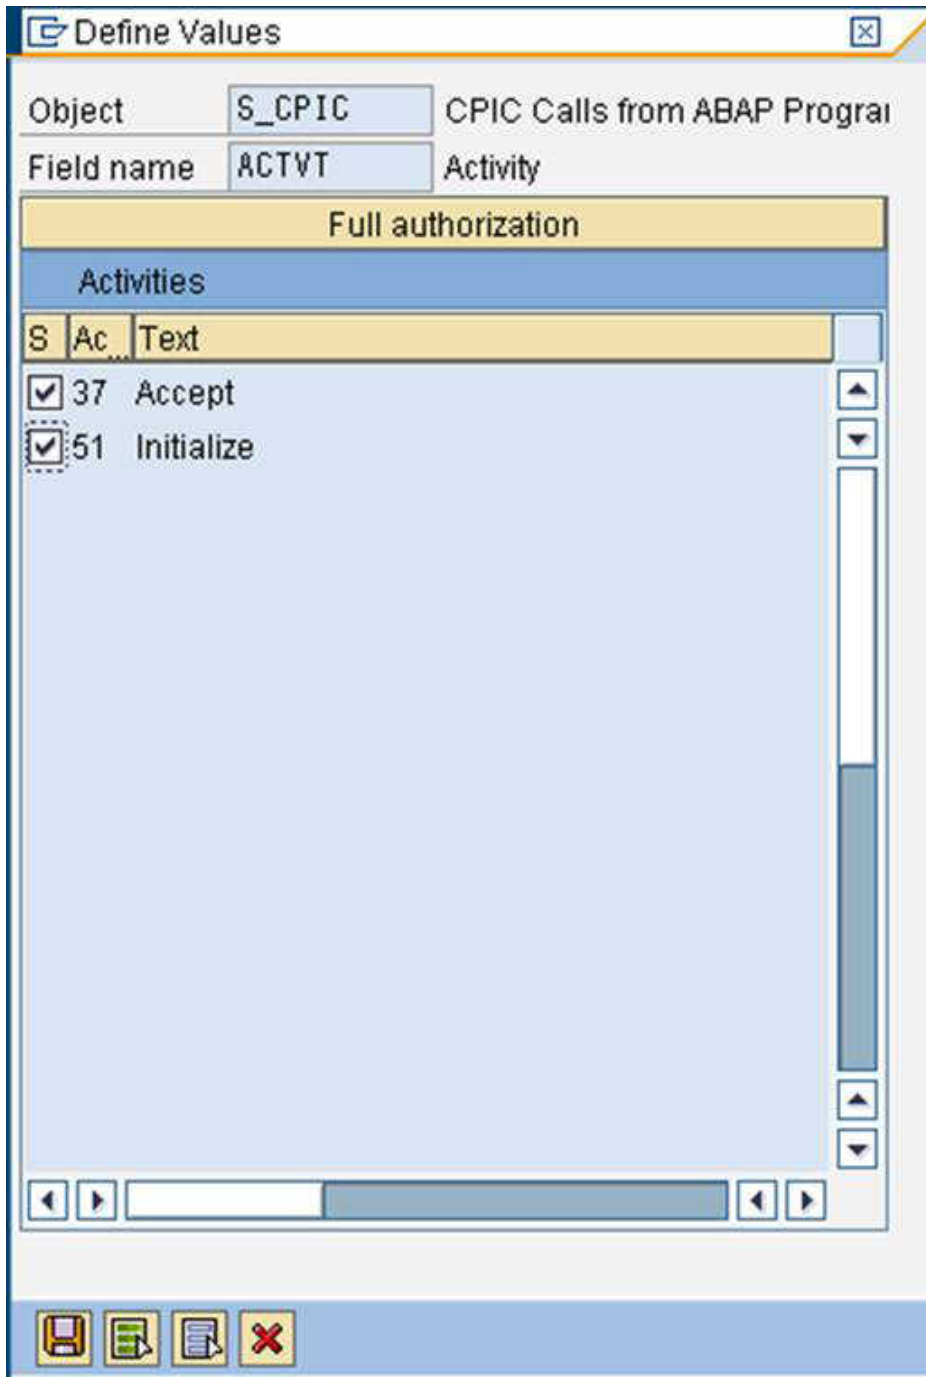 Define Values
Object S_CPIC CPIC Calls from ABAP Progra
Field name ACTVT Activity
Full authorization
Activities
S Ac... Text
37 Accept
51 Initialize